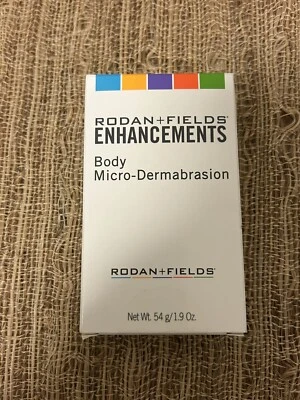 RODAN+FIELDS®
ENHANCEMENTS
Body
Micro-Dermabrasion
RODAN+FIELDS®
Net Wt. 54 g/1.9 Oz.